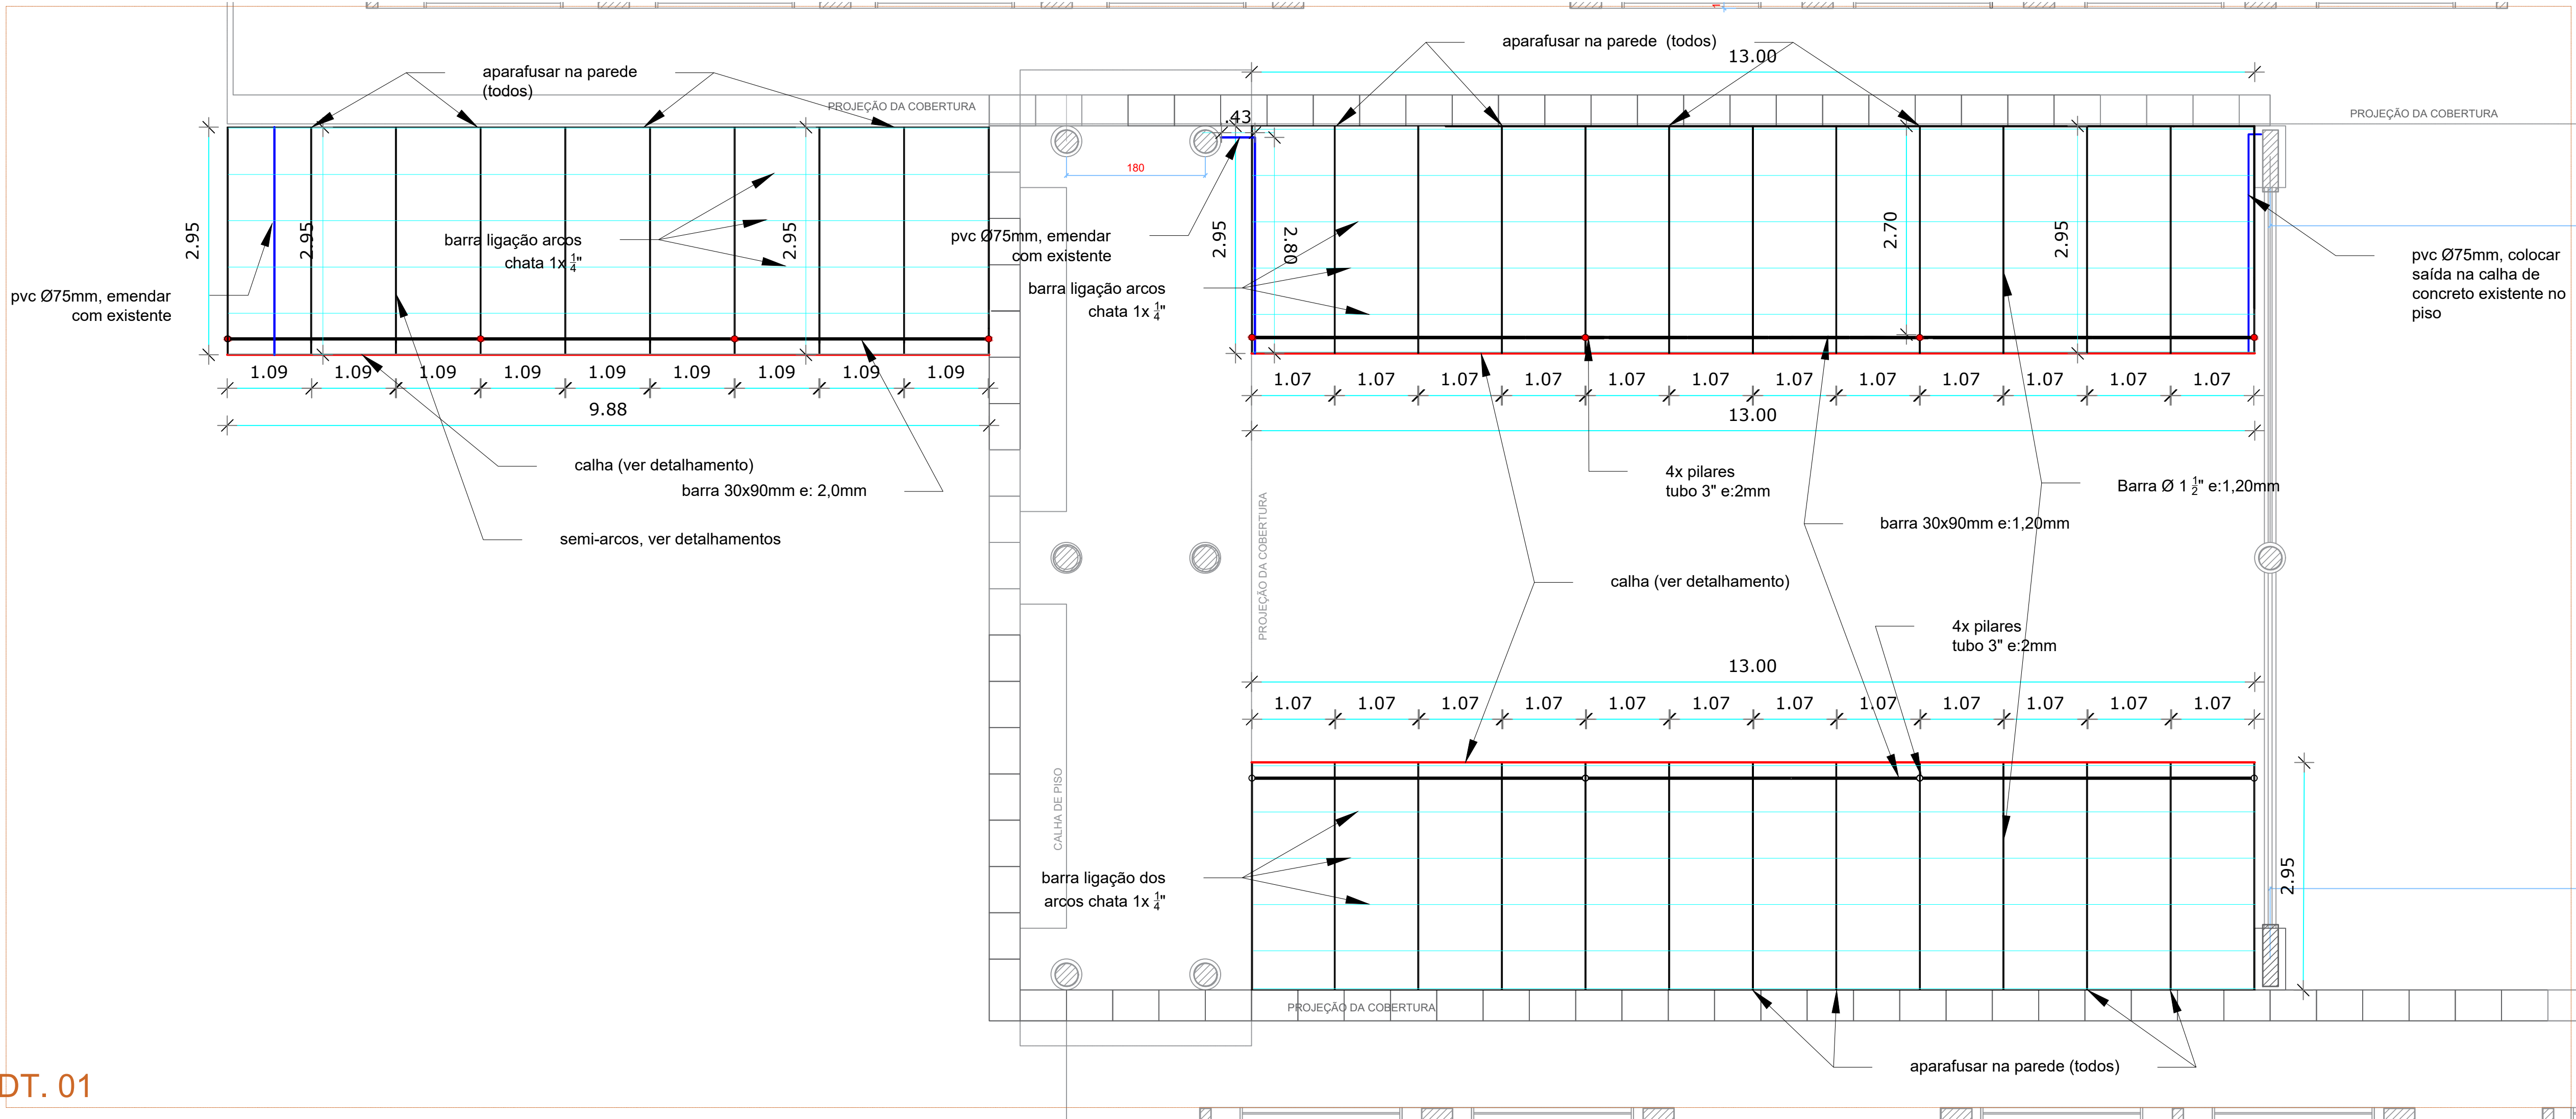 aparafusar na parede
(todos)
PROJEÇÃO DA COBERTURA
aparafusar na parede  (todos)
13.00
PROJEÇÃO DA COBERTURA
.43
180
2.95
2.95
2.95
barra ligação arcos
chata 1x 1/4"
pvc Ø75mm, emendar
com existente
pvc Ø75mm, emendar
com existente
barra ligação arcos
chata 1x 1/4"
2.95
2.80
2.70
2.95
pvc Ø75mm, colocar
saída na calha de
concreto existente no
piso
1.09 1.09 1.09 1.09 1.09 1.09 1.09 1.09 1.09
9.88
1.07 1.07 1.07 1.07 1.07 1.07 1.07 1.07 1.07 1.07 1.07 1.07
13.00
calha (ver detalhamento)
barra 30x90mm e: 2,0mm
semi-arcos, ver detalhamentos
4x pilares
tubo 3" e:2mm
Barra Ø 1 1/2" e:1,20mm
barra 30x90mm e:1,20mm
PROJEÇÃO DA COBERTURA
calha (ver detalhamento)
4x pilares
tubo 3" e:2mm
13.00
1.07 1.07 1.07 1.07 1.07 1.07 1.07 1.07 1.07 1.07 1.07 1.07
CALHA DE PISO
barra ligação dos
arcos chata 1x 1/4"
2.95
PROJEÇÃO DA COBERTURA
aparafusar na parede (todos)
DT. 01